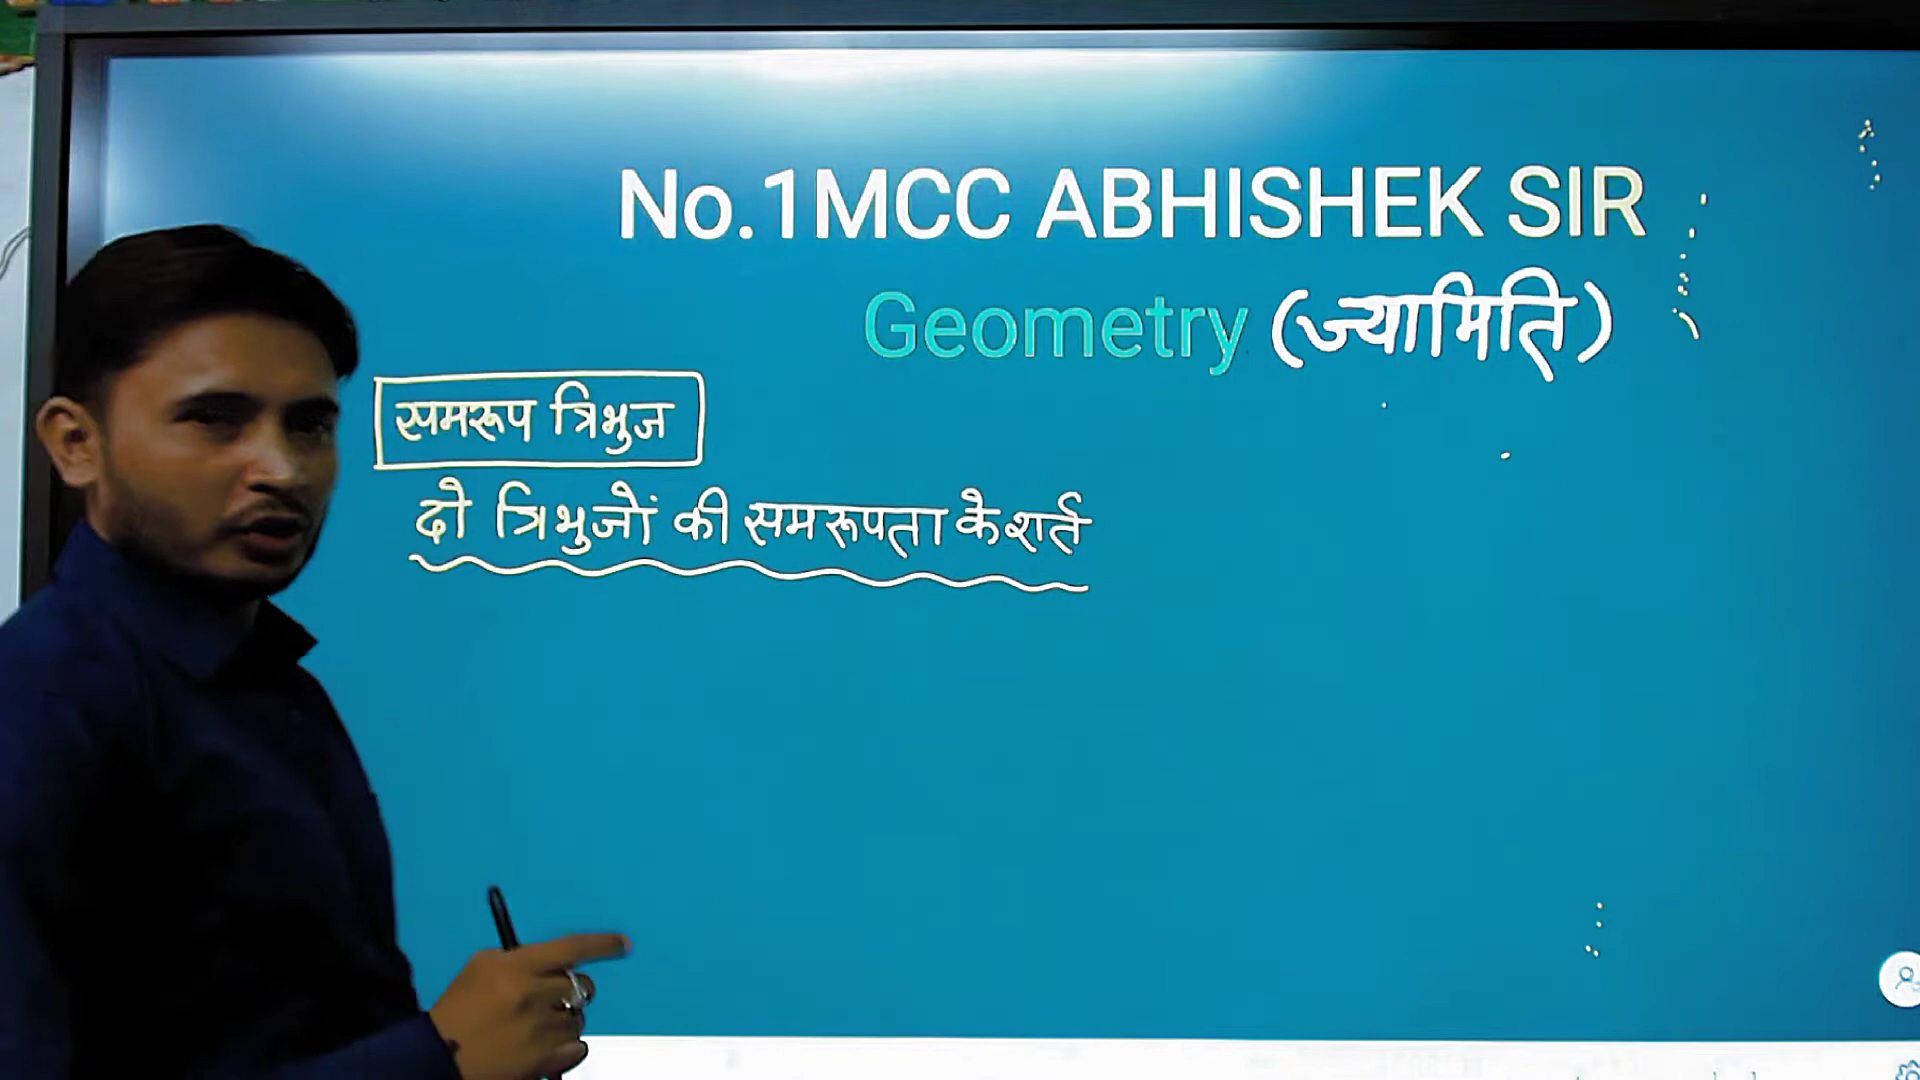 No.1MCC ABHISHEK SIR
Geometry (ज्यामिति)
समरूप त्रिभुज
दो त्रिभुजों की समरूपता के शर्त